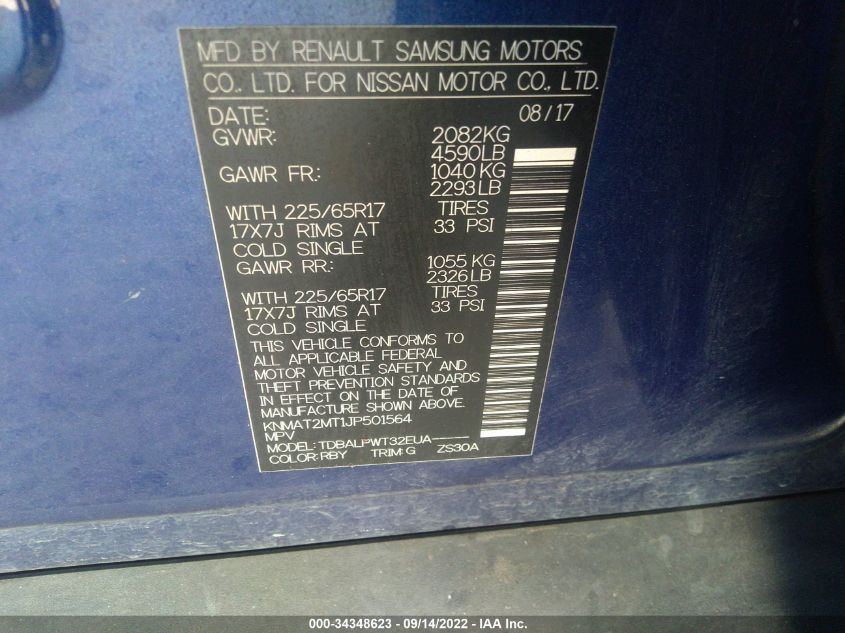 MFD BY RENAULT SAMSUNG MOTORS
CO., LTD. FOR NISSAN MOTOR CO., LTD.
DATE: 08/17
GVWR: 2082KG
4590LB
GAWR FR.: 1040 KG
2293 LB
WITH 225/65R17 TIRES
17X7J RIMS AT 33 PSI
COLD SINGLE
GAWR RR.: 1055 KG
2326 LB
WITH 225/65R17 TIRES
17X7J RIMS AT 33 PSI
COLD SINGLE
THIS VEHICLE CONFORMS TO
ALL APPLICABLE FEDERAL
MOTOR VEHICLE SAFETY AND
THEFT PREVENTION STANDARDS
IN EFFECT ON THE DATE OF
MANUFACTURE SHOWN ABOVE.
KNMAT2MT1JP501564
MPV
MODEL: TDBALPWT32EUA-----
COLOR: RBY TRIM: G ZS30A
000-34348623 - 09/14/2022 - IAA Inc.